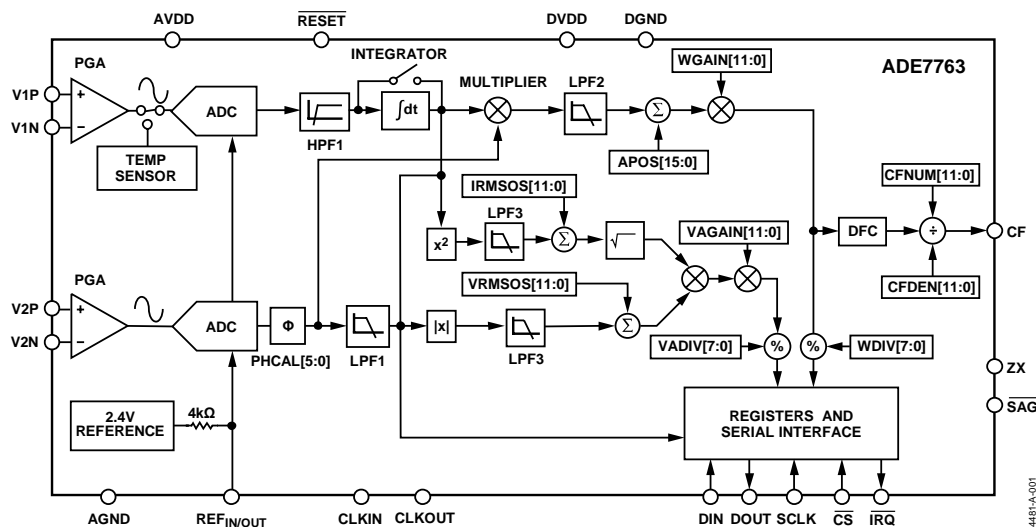 AVDD
RESET
DVDD
DGND
INTEGRATOR
WGAIN[11:0]
ADE7763
PGA
MULTIPLIER
LPF2
V1P
+
ADC
∫dt
Σ
V1N
–
HPF1
TEMP
SENSOR
APOS[15:0]
CFNUM[11:0]
IRMSOS[11:0]
LPF3
VAGAIN[11:0]
DFC
÷
CF
x2
Σ
√
PGA
VRMSOS[11:0]
CFDEN[11:0]
V2P
+
ADC
Φ
|x|
Σ
V2N
–
PHCAL[5:0]
LPF1
LPF3
VADIV[7:0]
%
%
WDIV[7:0]
ZX
2.4V
REFERENCE
4kΩ
REGISTERS AND
SERIAL INTERFACE
SAG
AGND
REFIN/OUT
CLKIN
CLKOUT
DIN
DOUT
SCLK
CS
IRQ